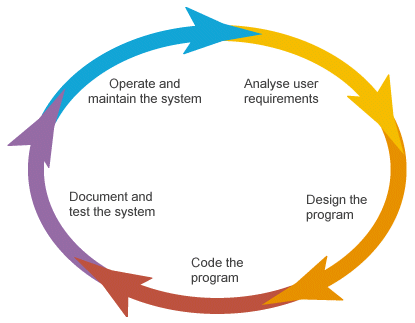 Operate and
maintain the system
Analyse user
requirements
Design the
program
Code the
program
Document and
test the system